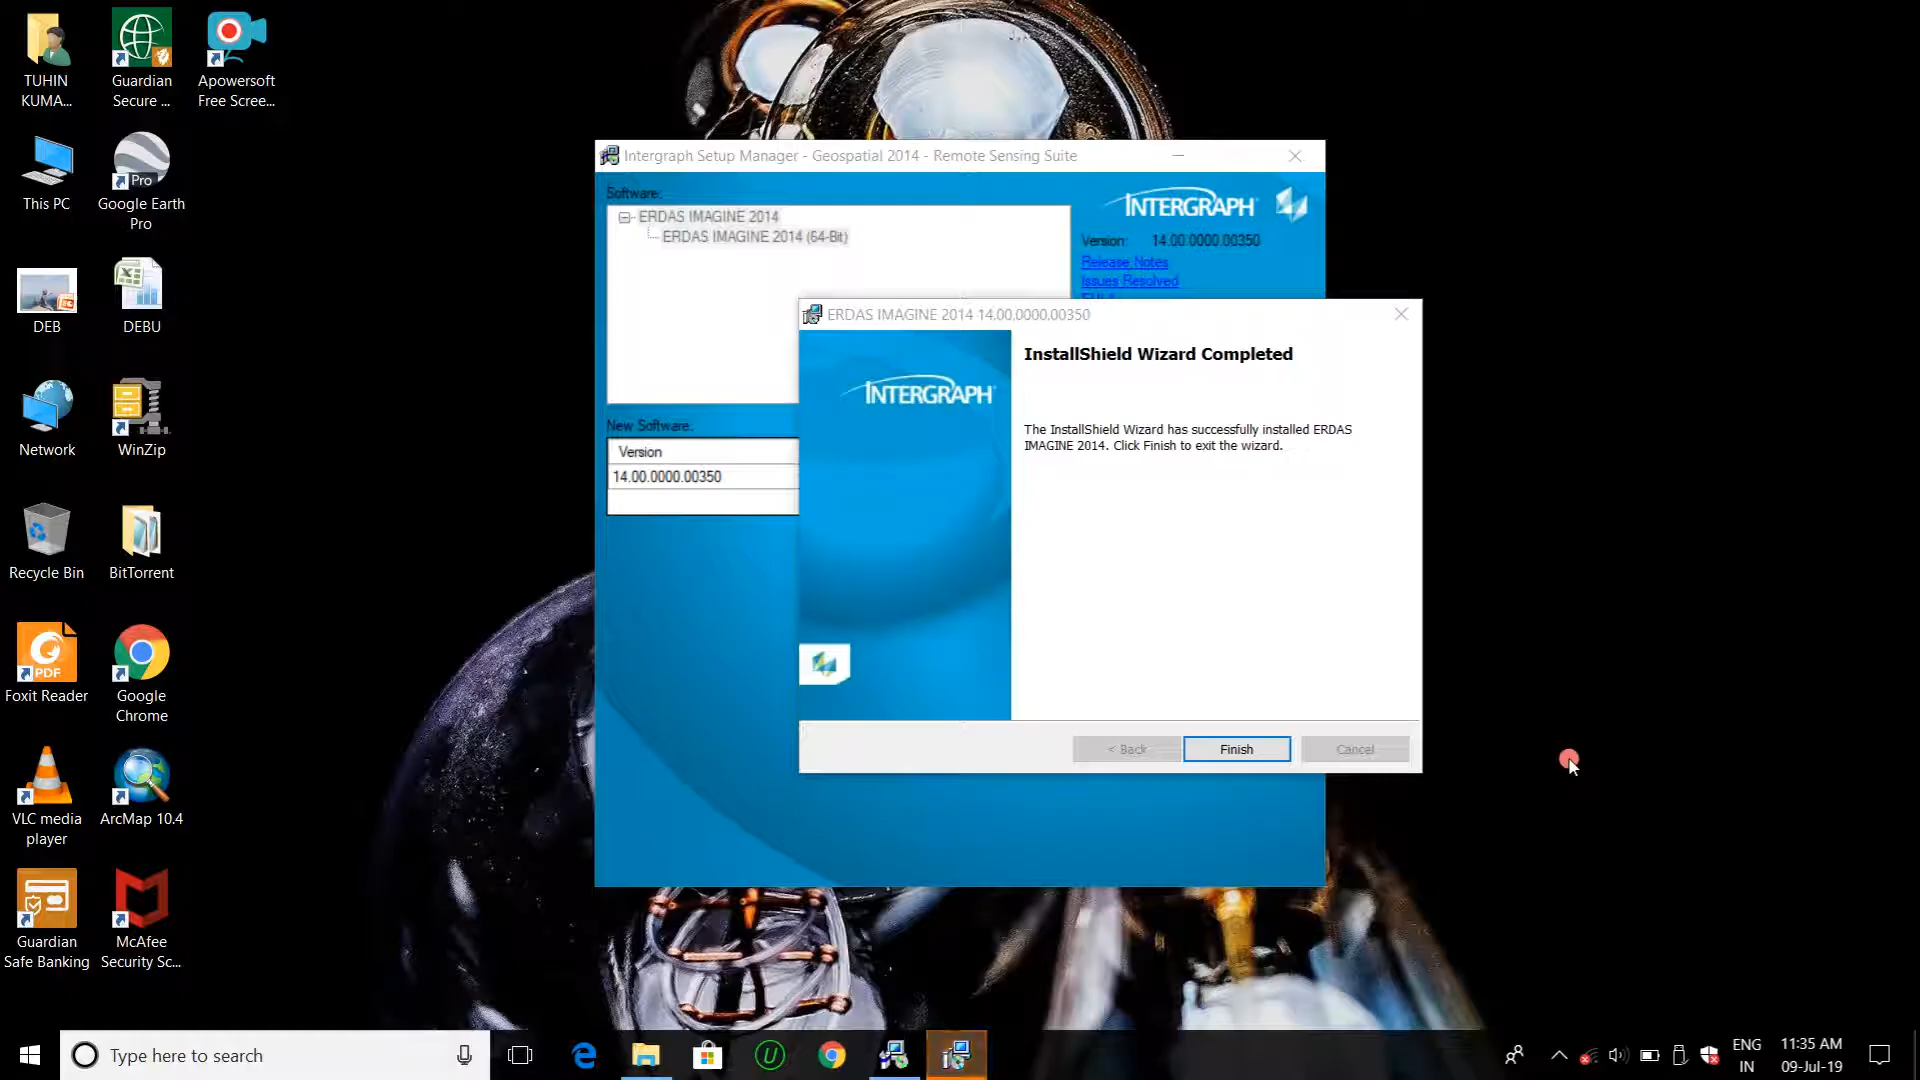 TUHIN
KUMA...
Guardian
Secure ...
Apowersoft
Free Scree...
This PC
Pro
Google Earth
Pro
DEB
DEBU
Network
WinZip
Recycle Bin
BitTorrent
PDF
Foxit Reader
Google
Chrome
VLC media
player
ArcMap 10.4
Guardian
Safe Banking
McAfee
Security Sc...
Intergraph Setup Manager - Geospatial 2014 - Remote Sensing Suite
Software:
ERDAS IMAGINE 2014
ERDAS IMAGINE 2014 (64-Bit)
INTERGRAPH
Version: 14.00.0000.00350
Release Notes
Issues Resolved
New Software:
Version
14.00.0000.00350
ERDAS IMAGINE 2014 14.00.0000.00350
INTERGRAPH
InstallShield Wizard Completed
The InstallShield Wizard has successfully installed ERDAS
IMAGINE 2014. Click Finish to exit the wizard.
< Back
Finish
Cancel
Type here to search
ENG
IN
11:35 AM
09-Jul-19